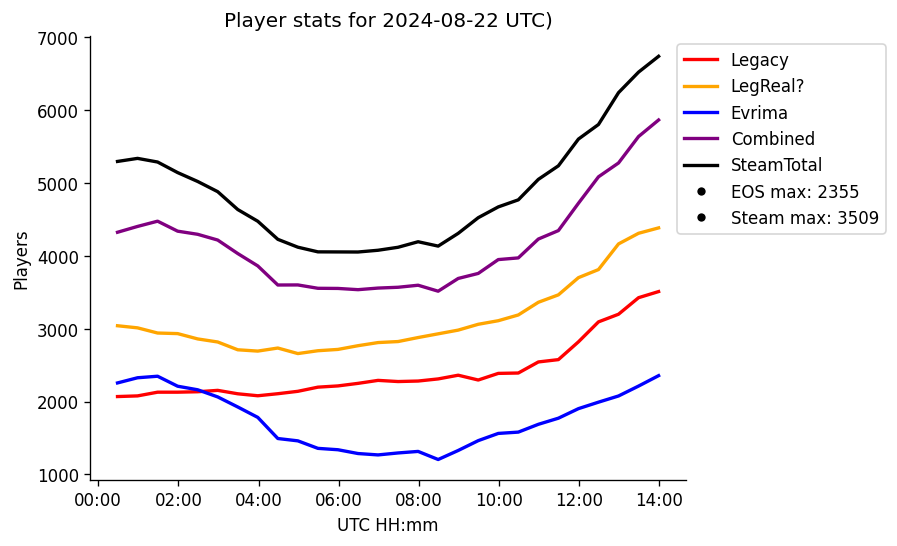 Player stats for 2024-08-22 UTC)
7000
6000
5000
4000
3000
2000
1000
Players
00:00 02:00 04:00 06:00 08:00 10:00 12:00 14:00
UTC HH:mm
Legacy
LegReal?
Evrima
Combined
SteamTotal
EOS max: 2355
Steam max: 3509